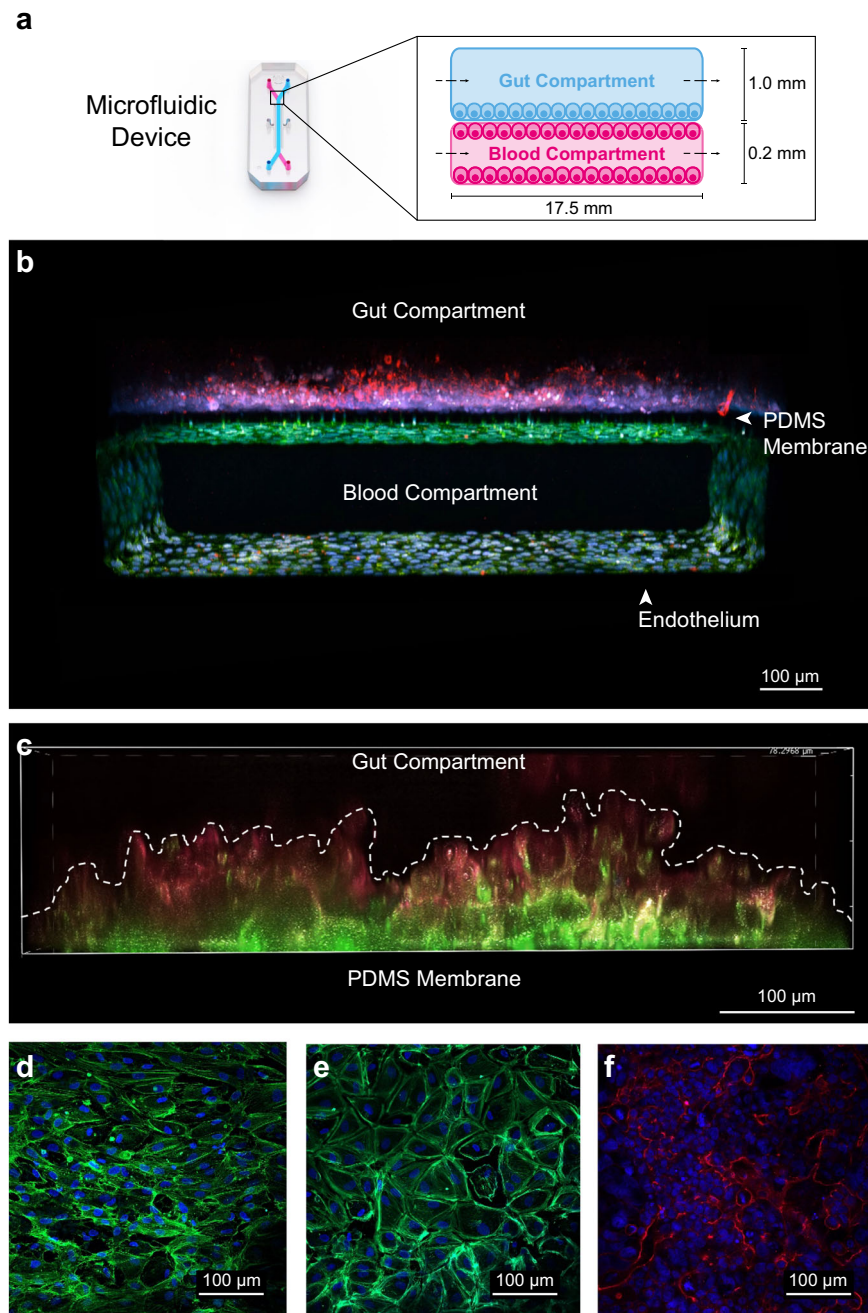 a
Microfluidic
Device
Gut Compartment
Blood Compartment
1.0 mm
0.2 mm
17.5 mm
b
Gut Compartment
PDMS
Membrane
Blood Compartment
Endothelium
100 µm
c
78.2968 µm
Gut Compartment
PDMS Membrane
100 µm
d
100 µm
e
100 µm
f
100 µm